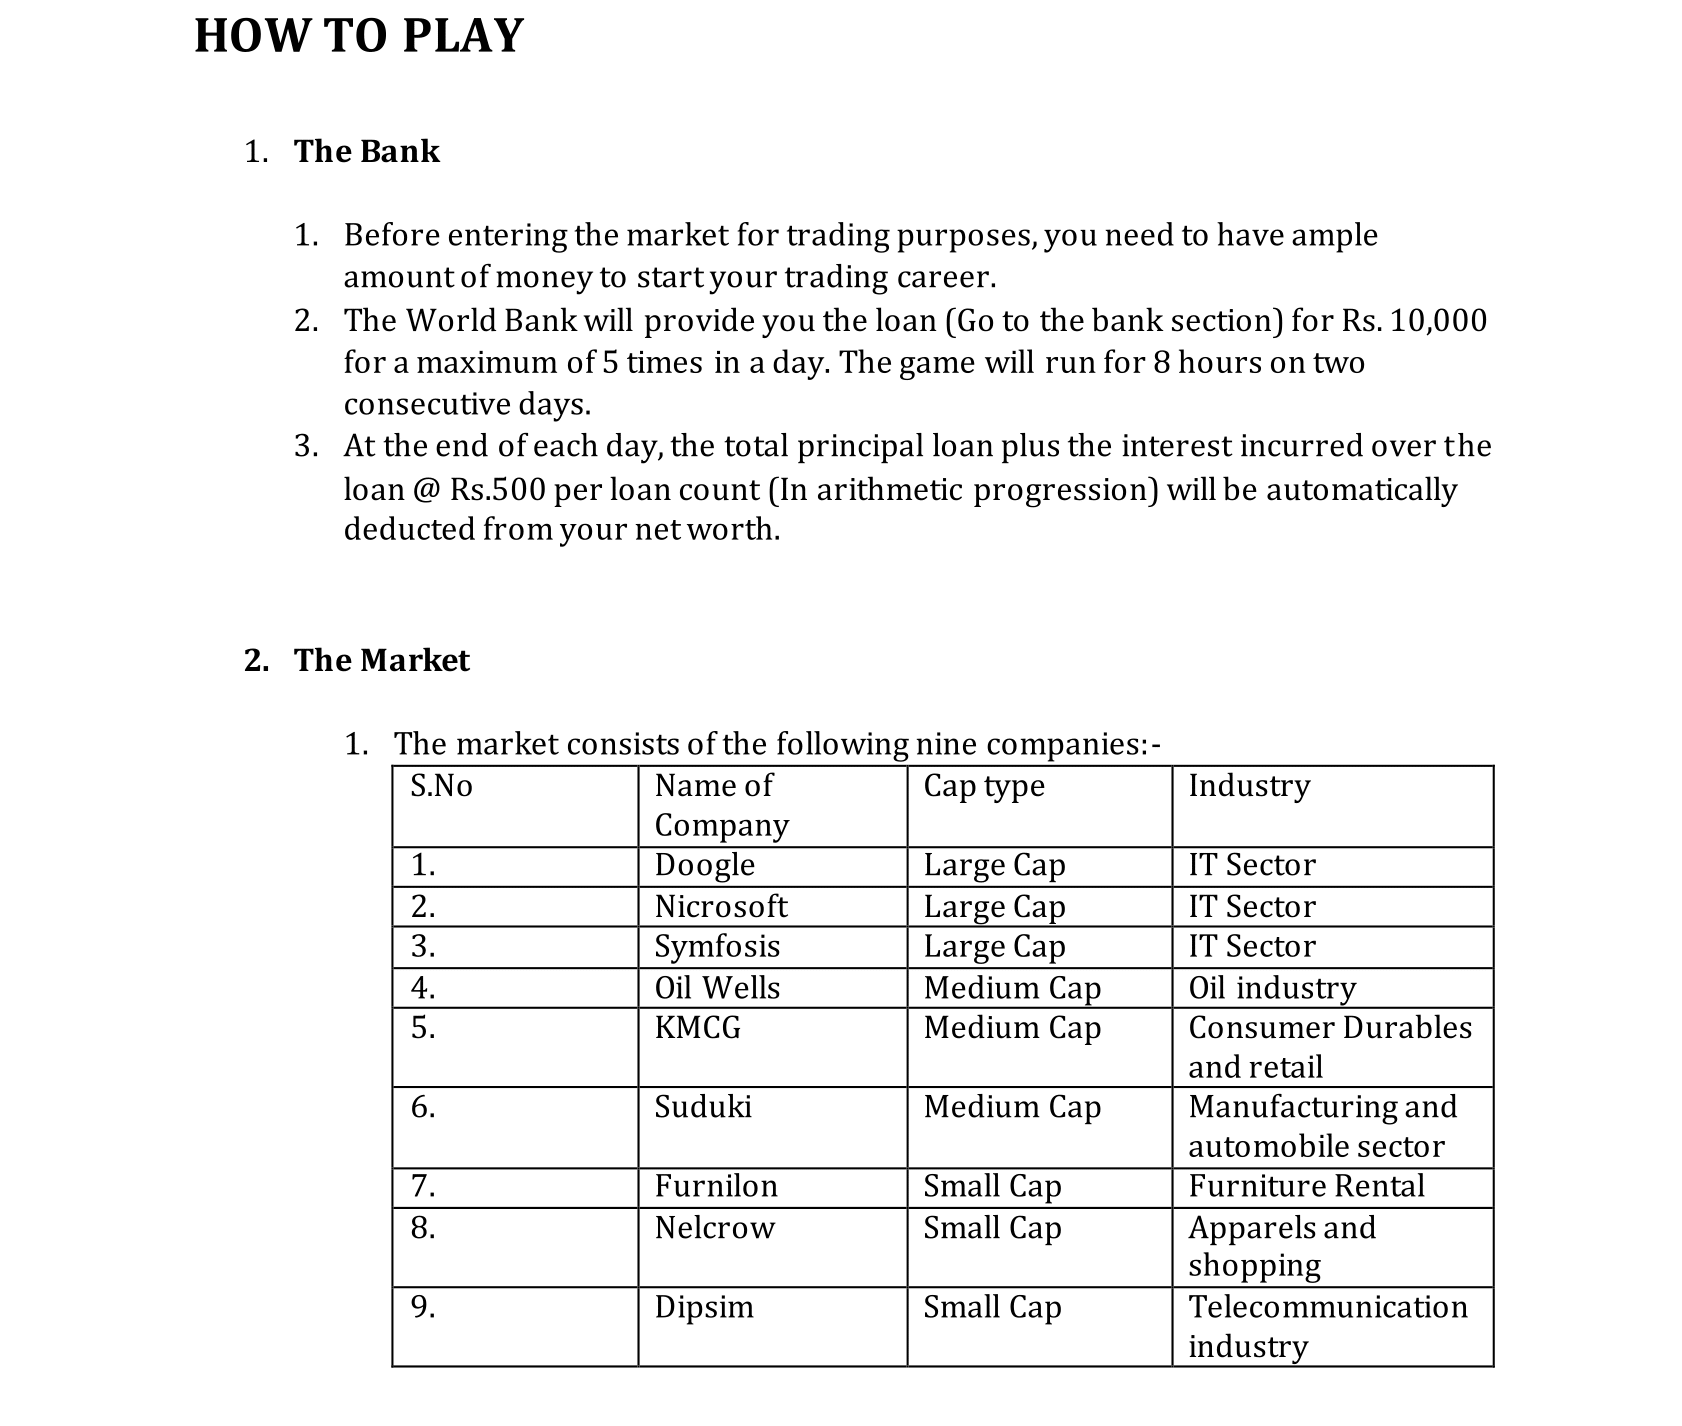 HOW TO PLAY
1. The Bank
1. Before entering the market for trading purposes, you need to have ample
amount of money to start your trading career.
2. The World Bank will provide you the loan (Go to the bank section) for Rs. 10,000
for a maximum of 5 times in a day. The game will run for 8 hours on two
consecutive days.
3. At the end of each day, the total principal loan plus the interest incurred over the
loan @ Rs.500 per loan count (In arithmetic progression) will be automatically
deducted from your net worth.
2. The Market
1. The market consists of the following nine companies:-
S.No Name of Cap type Industry
Company
1. Doogle Large Cap IT Sector
2. Nicrosoft Large Cap IT Sector
3. Symfosis Large Cap IT Sector
4. Oil Wells Medium Cap Oil industry
5. KMCG Medium Cap Consumer Durables
and retail
6. Suduki Medium Cap Manufacturing and
automobile sector
7. Furnilon Small Cap Furniture Rental
8. Nelcrow Small Cap Apparels and
shopping
9. Dipsim Small Cap Telecommunication
industry